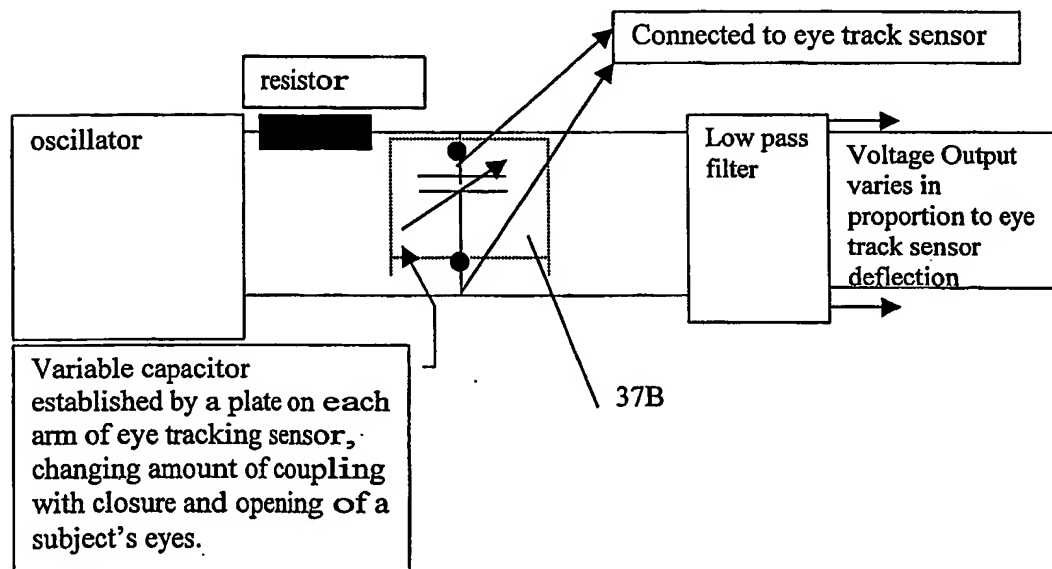 Connected to eye track sensor
resistor
oscillator
Low pass
filter
Voltage Output
varies in
proportion to eye
track sensor
deflection
37B
Variable capacitor
established by a plate on each
arm of eye tracking sensor,
changing amount of coupling
with closure and opening of a
subject's eyes.